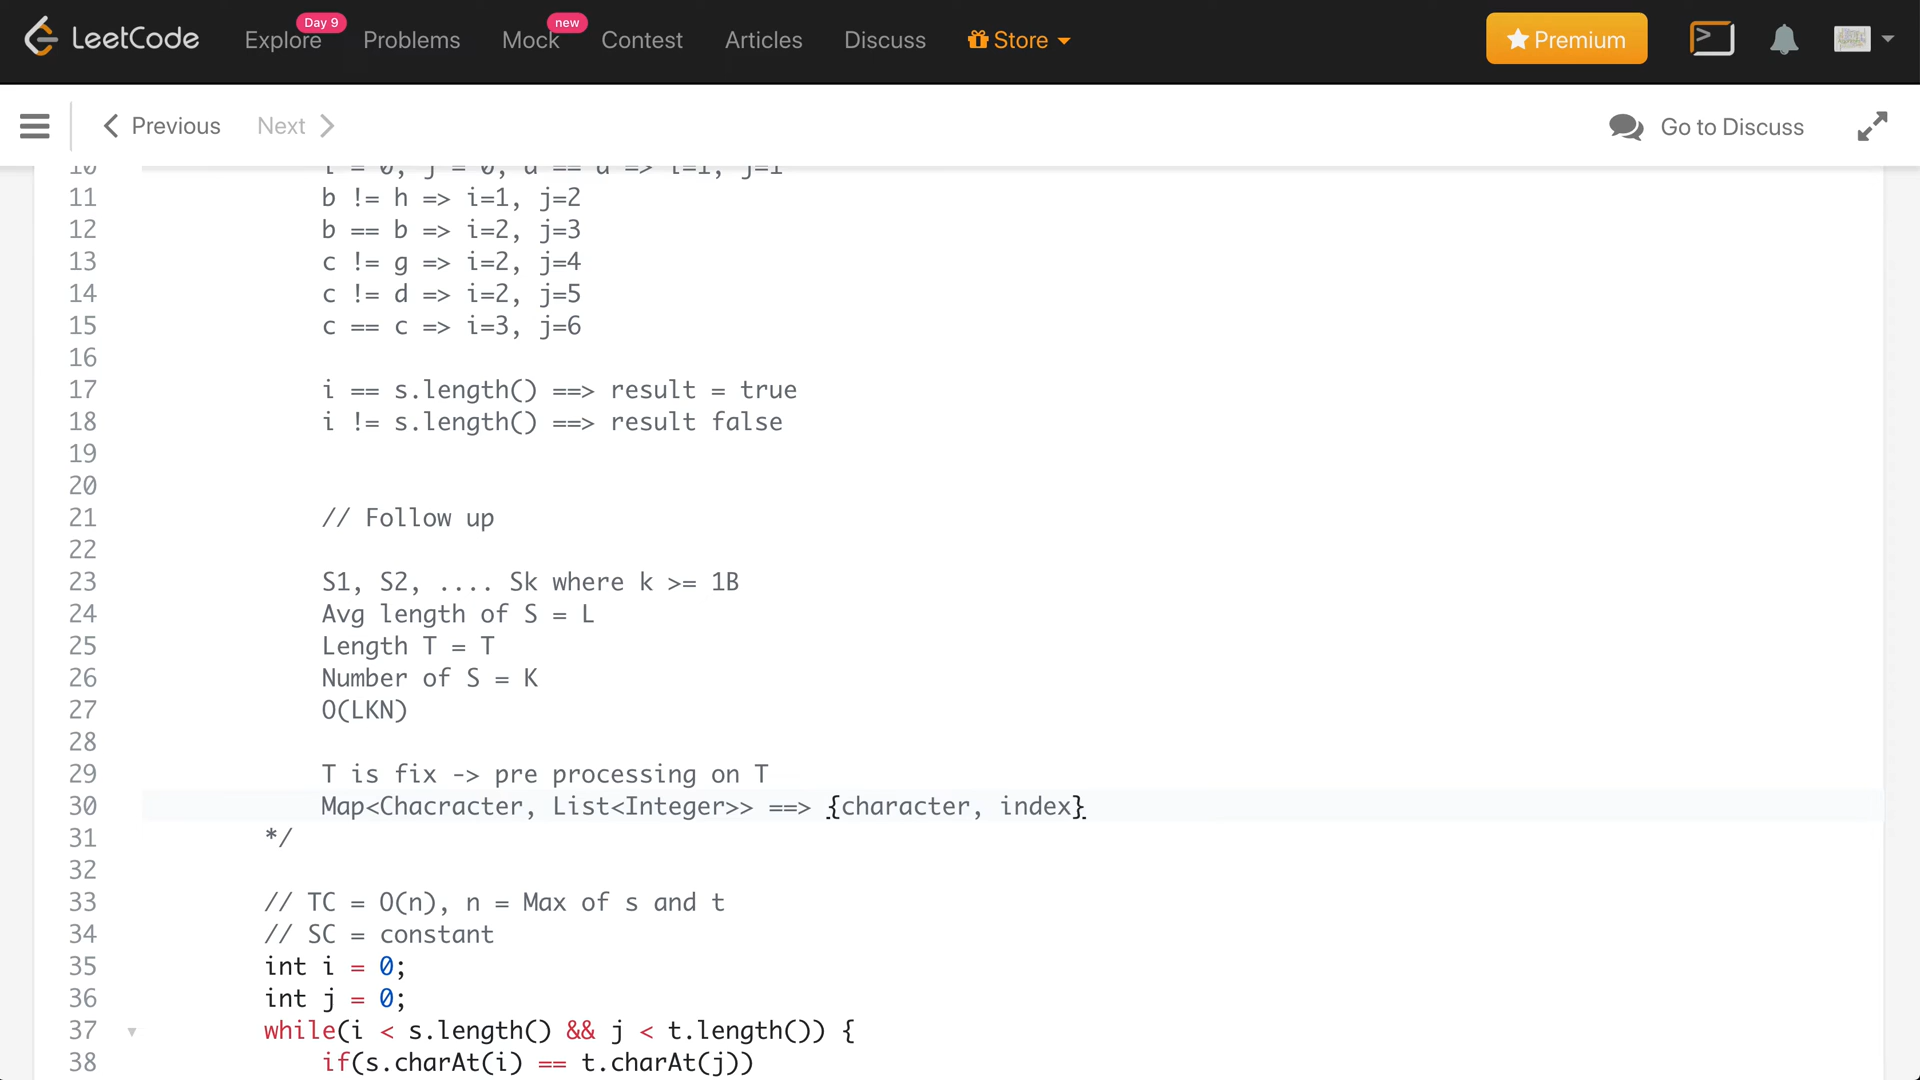 LeetCode
Explore
Day 9
Problems
Mock
new
Contest
Articles
Discuss
Store
Premium
Previous
Next
Go to Discuss
10 i = 0, j = 0, a == a => i=1, j=1
11 b != h => i=1, j=2
12 b == b => i=2, j=3
13 c != g => i=2, j=4
14 c != d => i=2, j=5
15 c == c => i=3, j=6
16
17 i == s.length() ==> result = true
18 i != s.length() ==> result false
19
20
21 // Follow up
22
23 S1, S2, .... Sk where k >= 1B
24 Avg length of S = L
25 Length T = T
26 Number of S = K
27 O(LKN)
28
29 T is fix -> pre processing on T
30 Map<Chacracter, List<Integer>> ==> {character, index}
31 */
32
33 // TC = O(n), n = Max of s and t
34 // SC = constant
35 int i = 0;
36 int j = 0;
37 while(i < s.length() && j < t.length()) {
38 if(s.charAt(i) == t.charAt(j))